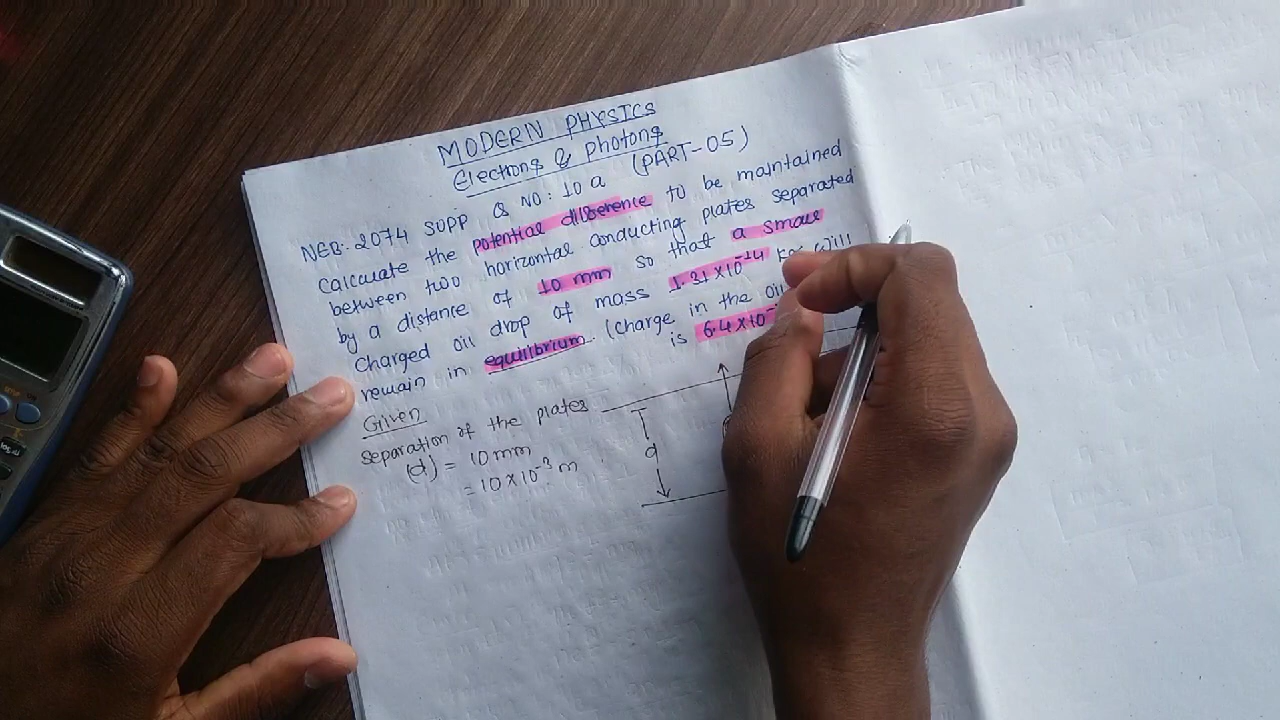 MODERN PHYSICS
Electrons & photons
(PART-05)
NEB-2074 SUPP Q NO: 10 a
Calcuate the potential difference to be maintained
between two horizontal conducting plates separated
by a distance of 10 mm so that a small
Charged oil drop of mass 1.31×10⁻¹⁴ kg will
remain in equilibrium. (Charge in the oil
is 6.4×10
Given
separation of the plates
(d) = 10mm
= 10×10⁻³ m
d